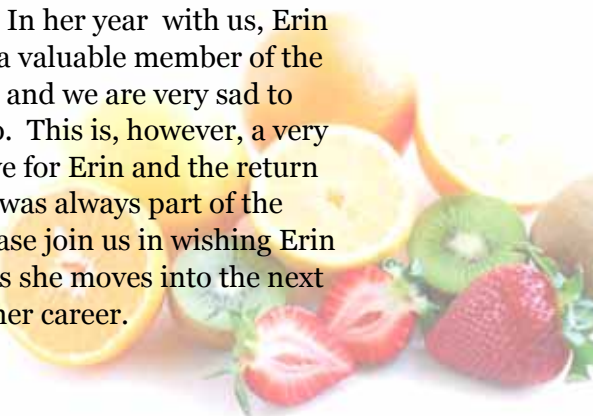 In her year with us, Erin
a valuable member of the
and we are very sad to
This is, however, a very
for Erin and the return
was always part of the
join us in wishing Erin
she moves into the next
her career.